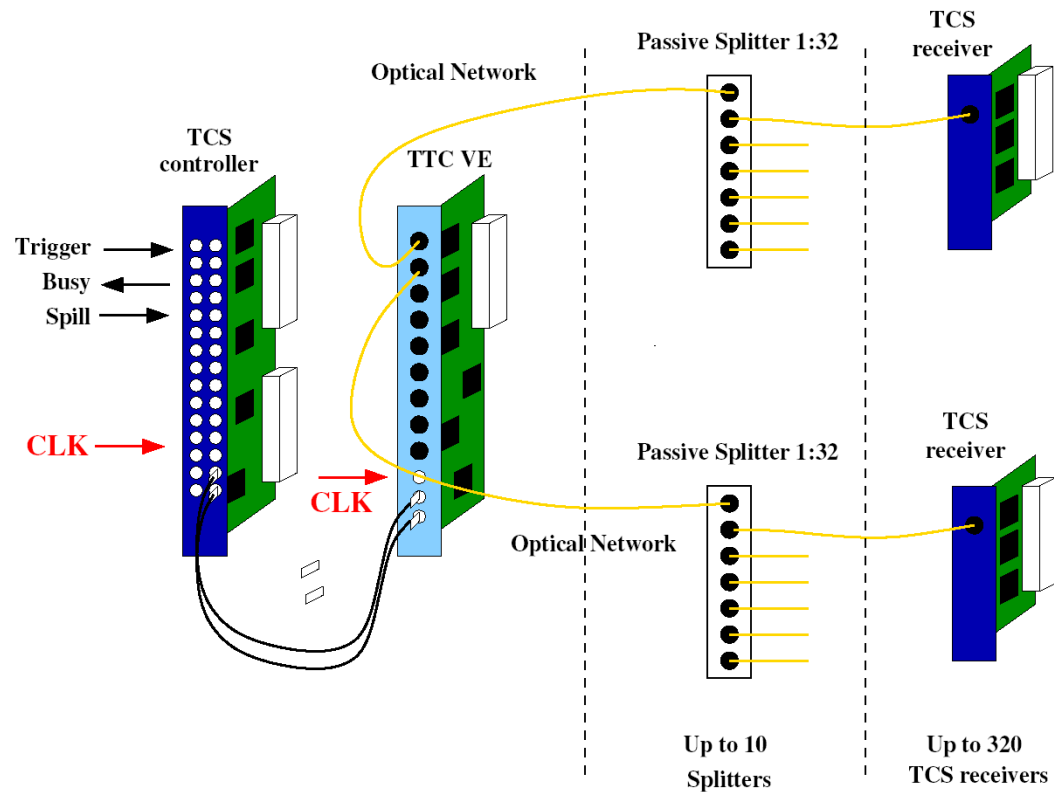 TCS
receiver
Passive Splitter 1:32
Optical Network
TCS
controller
TTC VE
Trigger
Busy
Spill
CLK
CLK
Passive Splitter 1:32
TCS
receiver
Optical Network
Up to 10
Splitters
Up to 320
TCS receivers